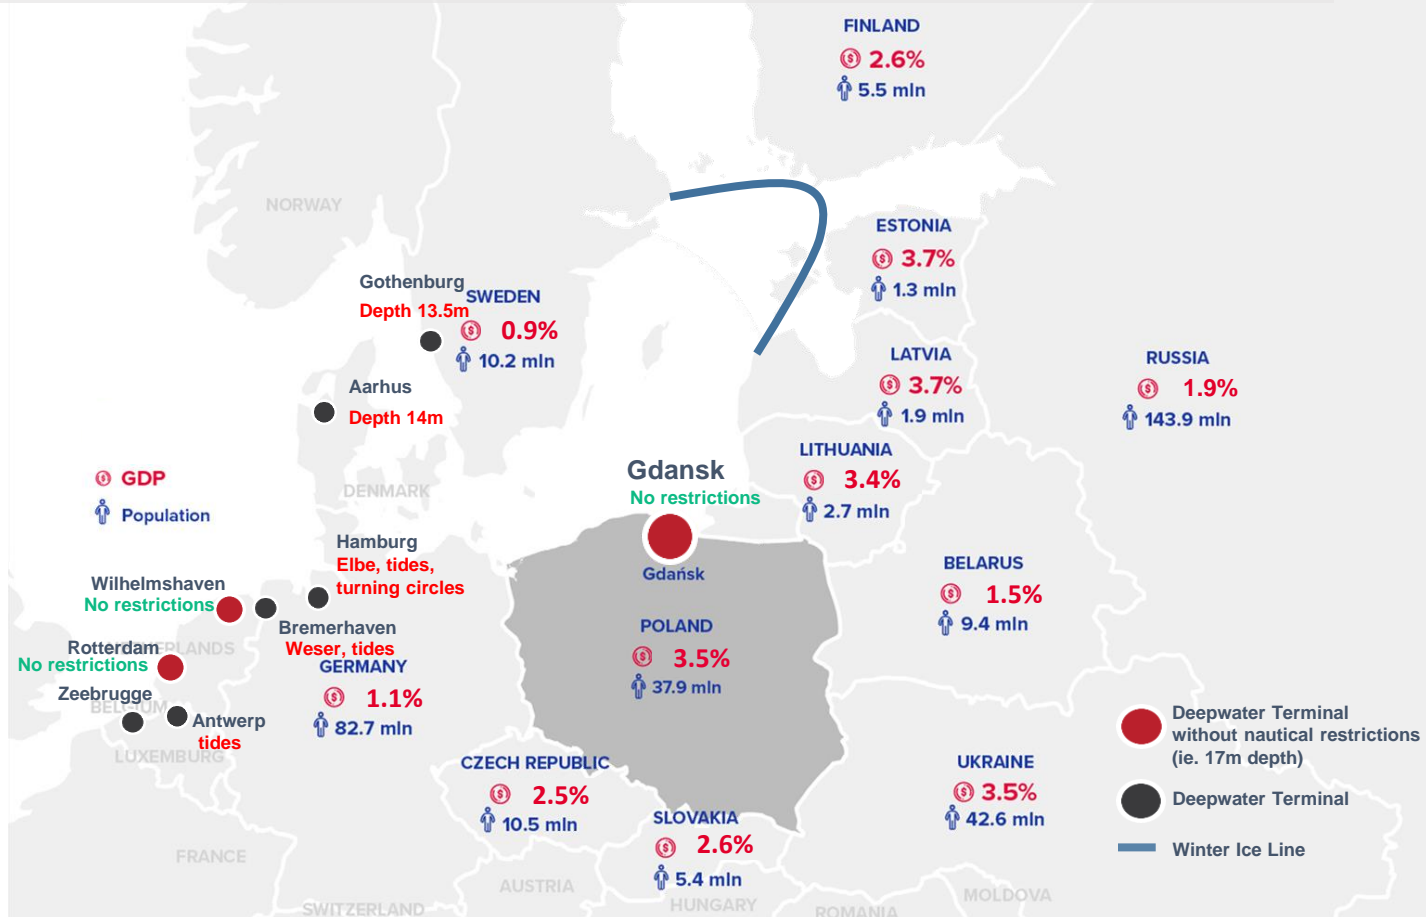 FINLAND
2.6%
5.5 mln
NORWAY
ESTONIA
3.7%
1.3 mln
Gothenburg
Depth 13.5m
SWEDEN
0.9%
10.2 mln
LATVIA
3.7%
1.9 mln
RUSSIA
1.9%
143.9 mln
Aarhus
Depth 14m
LITHUANIA
3.4%
2.7 mln
GDP
Population
DENMARK
Gdansk
No restrictions
Gdańsk
Hamburg
Elbe, tides,
turning circles
Wilhelmshaven
No restrictions
Bremerhaven
Weser, tides
BELARUS
1.5%
9.4 mln
POLAND
3.5%
37.9 mln
Rotterdam
NETHERLANDS
No restrictions
GERMANY
1.1%
82.7 mln
Zeebrugge
BELGIUM
Antwerp
tides
LUXEMBURG
CZECH REPUBLIC
2.5%
10.5 mln
SLOVAKIA
2.6%
5.4 mln
UKRAINE
3.5%
42.6 mln
Deepwater Terminal
without nautical restrictions
(ie. 17m depth)
Deepwater Terminal
Winter Ice Line
FRANCE
AUSTRIA
SWITZERLAND
HUNGARY
ROMANIA
MOLDOVA